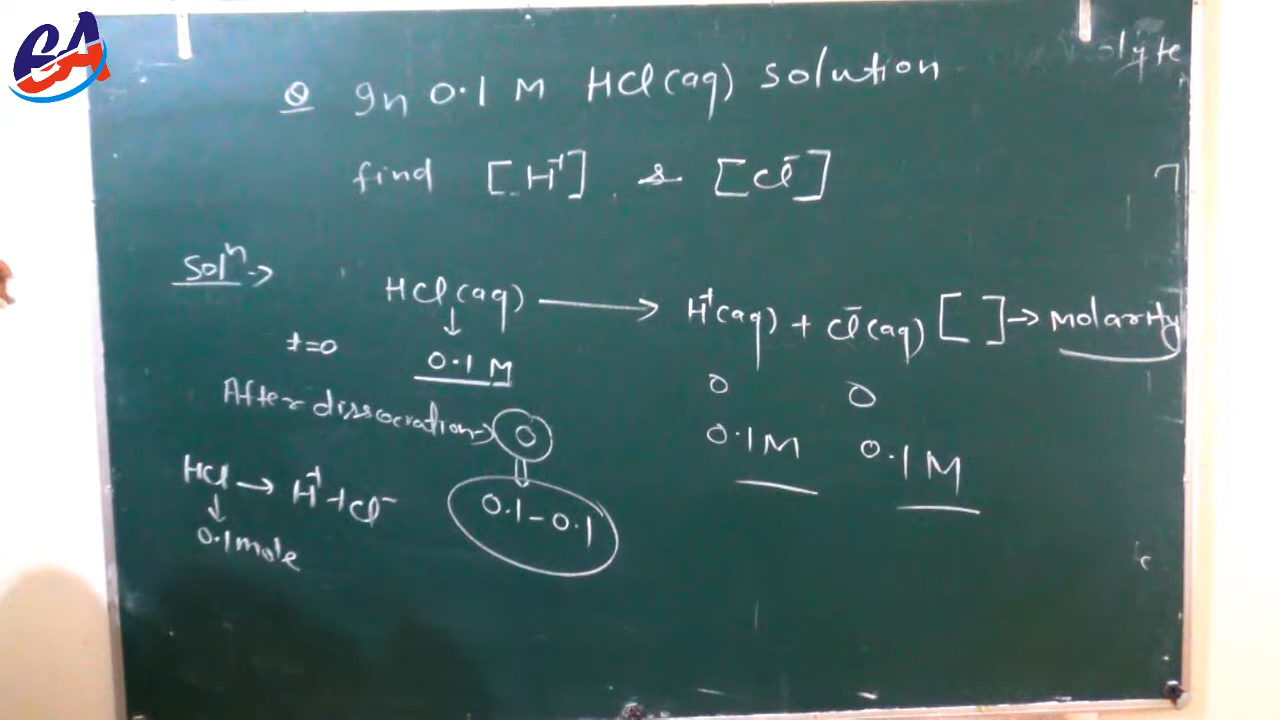 Q In 0.1 M HCl(aq) solution
find [H⁺] & [Cl⁻]
Solⁿ → HCl(aq) ⟶ H⁺(aq) + Cl⁻(aq) [ ] → molarity
t=0 0.1 M 0 0
After dissociation → 0 0.1M 0.1M
0.1 - 0.1
HCl → H⁺ + Cl⁻
↓
0.1 mole